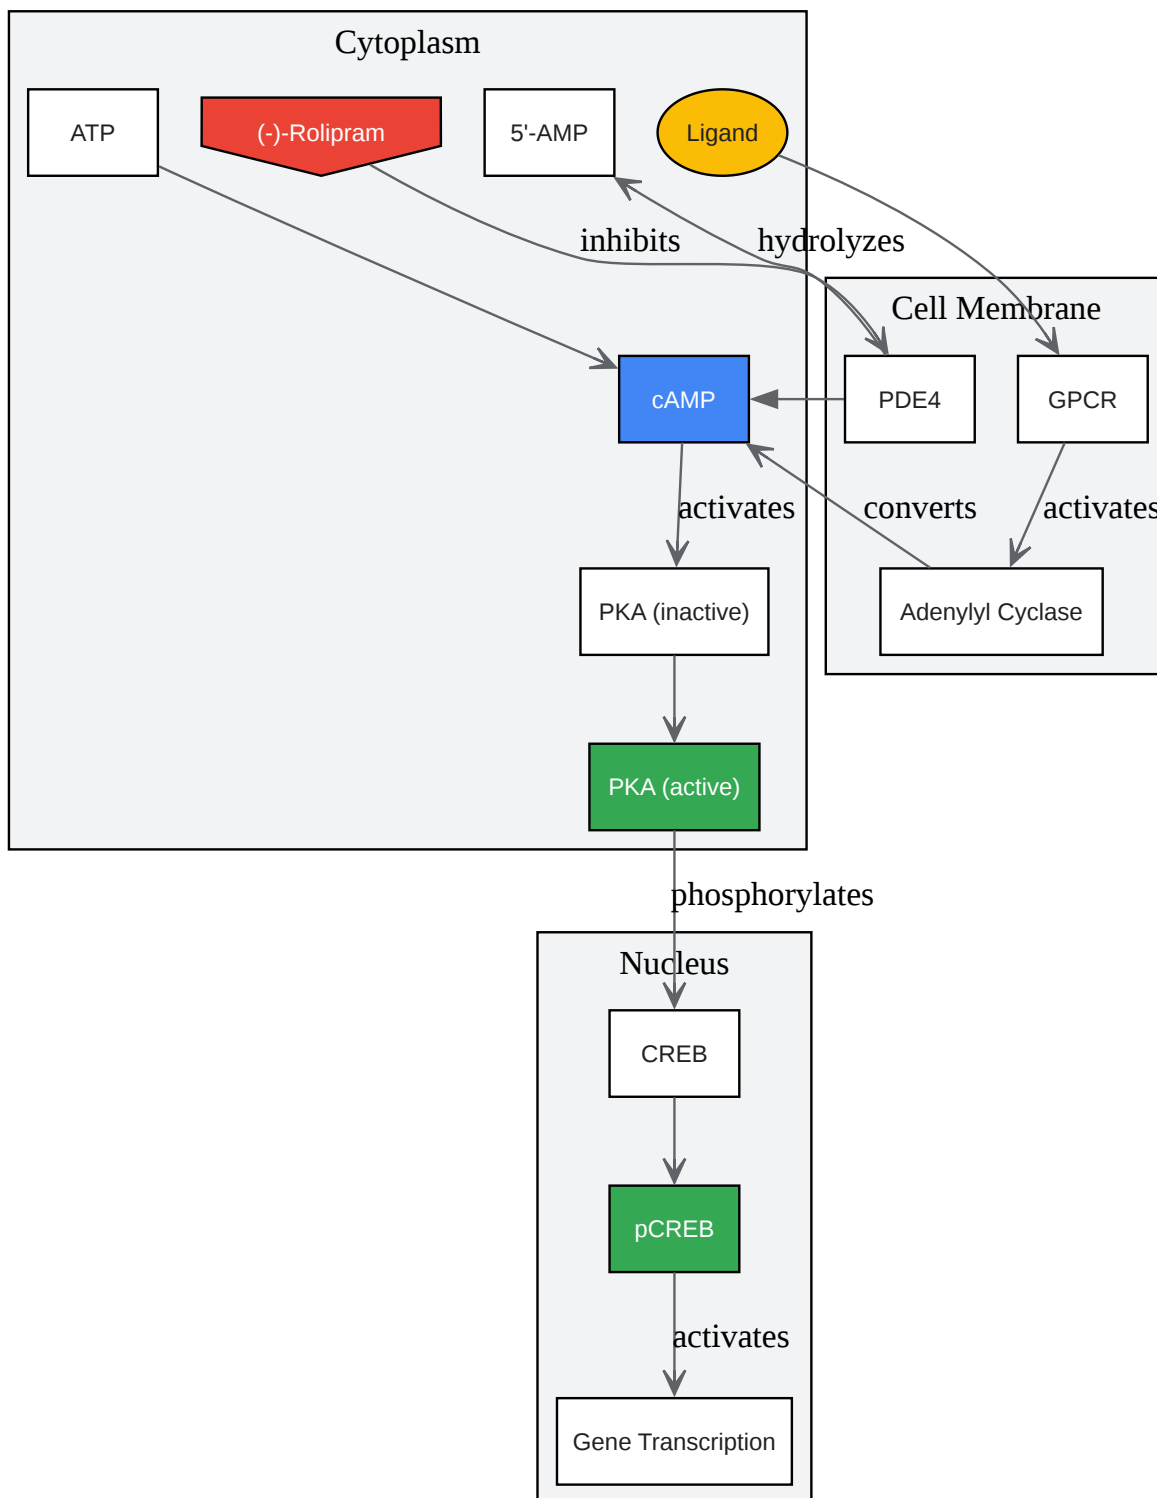 Cytoplasm
ATP
(-)-Rolipram
5'-AMP
Ligand
inhibits
hydrolyzes
Cell Membrane
cAMP
PDE4
GPCR
activates
converts
activates
PKA (inactive)
Adenylyl Cyclase
PKA (active)
phosphorylates
Nucleus
CREB
pCREB
activates
Gene Transcription